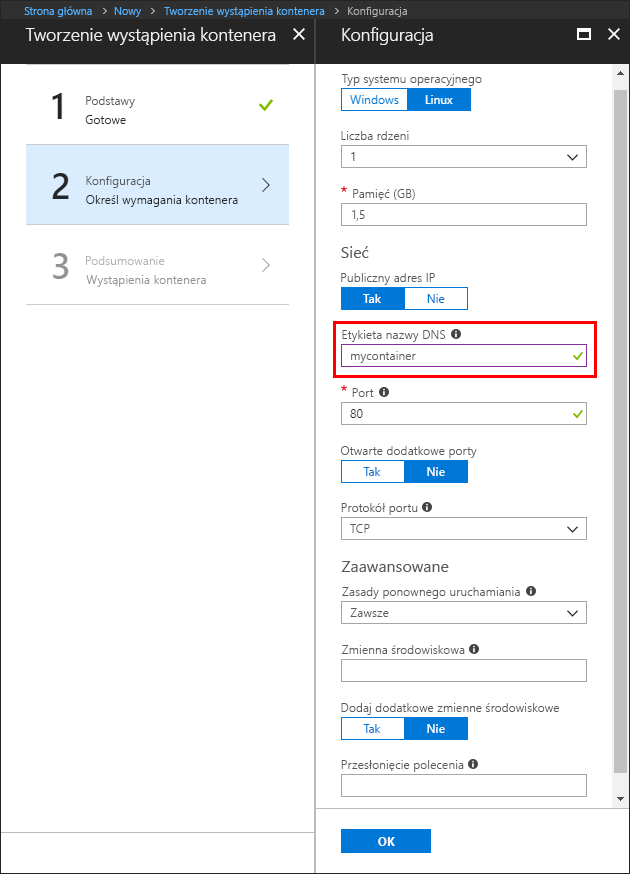 Strona główna > Nowy > Tworzenie wystąpienia kontenera > Konfiguracja
Tworzenie wystąpienia kontenera
1
Podstawy
Gotowe
2
Konfiguracja
Określ wymagania kontenera
3
Podsumowanie
Wystąpienia kontenera
Konfiguracja
Typ systemu operacyjnego
Windows Linux
Liczba rdzeni
1
* Pamięć (GB)
1,5
Sieć
Publiczny adres IP
Tak Nie
Etykieta nazwy DNS
mycontainer
* Port
80
Otwarte dodatkowe porty
Tak Nie
Protokół portu
TCP
Zaawansowane
Zasady ponownego uruchamiania
Zawsze
Zmienna środowiskowa
Dodaj dodatkowe zmienne środowiskowe
Tak Nie
Przesłonięcie polecenia
OK